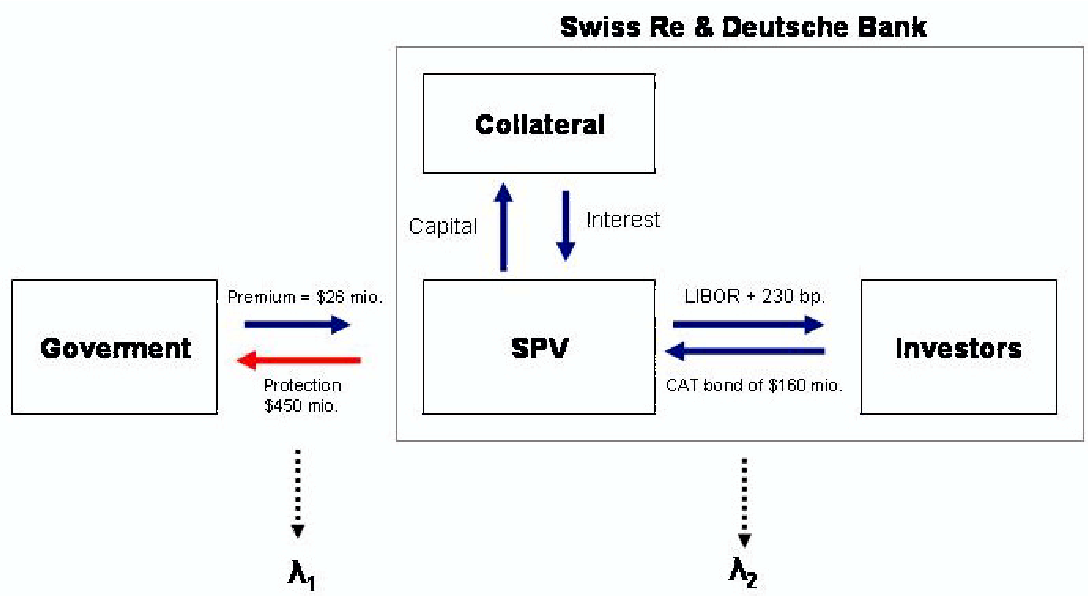 Swiss Re & Deutsche Bank
Collateral
Capital
Interest
Premium = $26 mio.
LIBOR + 230 bp.
Goverment
SPV
Investors
Protection
$450 mio.
CAT bond of $160 mio.
λ1
λ2